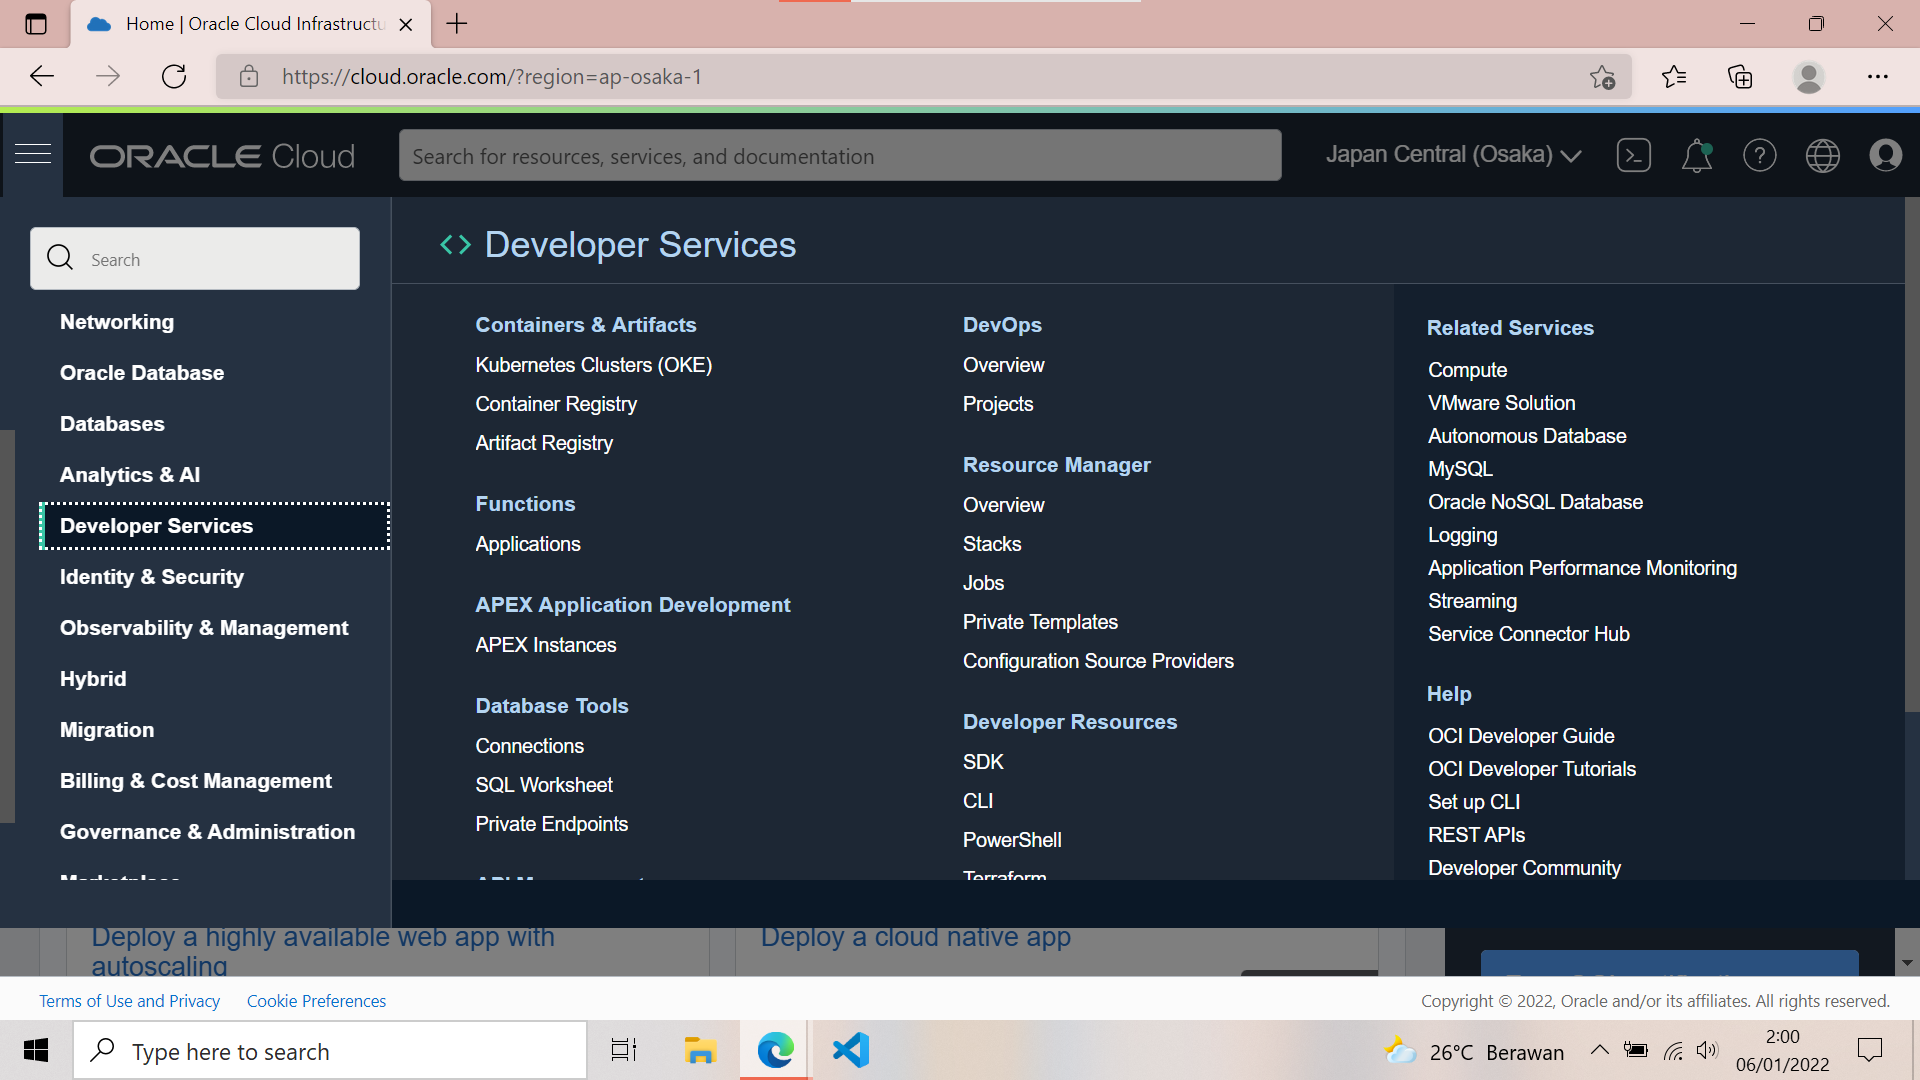 Home | Oracle Cloud Infrastructu
https://cloud.oracle.com/?region=ap-osaka-1
ORACLE Cloud
Search for resources, services, and documentation
Japan Central (Osaka)
Search
Networking
Oracle Database
Databases
Analytics & AI
Developer Services
Identity & Security
Observability & Management
Hybrid
Migration
Billing & Cost Management
Governance & Administration
Marketplace
Developer Services
Containers & Artifacts
Kubernetes Clusters (OKE)
Container Registry
Artifact Registry
Functions
Applications
APEX Application Development
APEX Instances
Database Tools
Connections
SQL Worksheet
Private Endpoints
DevOps
Overview
Projects
Resource Manager
Overview
Stacks
Jobs
Private Templates
Configuration Source Providers
Developer Resources
SDK
CLI
PowerShell
Terraform
Related Services
Compute
VMware Solution
Autonomous Database
MySQL
Oracle NoSQL Database
Logging
Application Performance Monitoring
Streaming
Service Connector Hub
Help
OCI Developer Guide
OCI Developer Tutorials
Set up CLI
REST APIs
Developer Community
Deploy a highly available web app with
autoscaling
Deploy a cloud native app
Terms of Use and Privacy
Cookie Preferences
Copyright © 2022, Oracle and/or its affiliates. All rights reserved.
Type here to search
26°C Berawan
2:00
06/01/2022